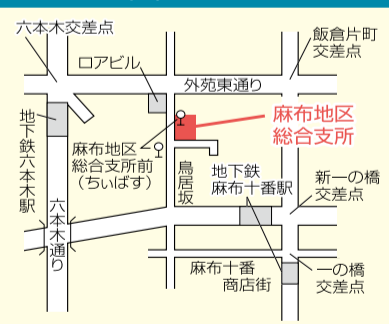 六本木交差点
飯倉片町
交差点
ロアビル
外苑東通り
麻布地区
総合支所
地下鉄六本木駅
麻布地区
総合支所前
(ちぃばす)
鳥居坂
地下鉄
麻布十番駅
新一の橋
交差点
六本木通り
麻布十番
商店街
一の橋
交差点